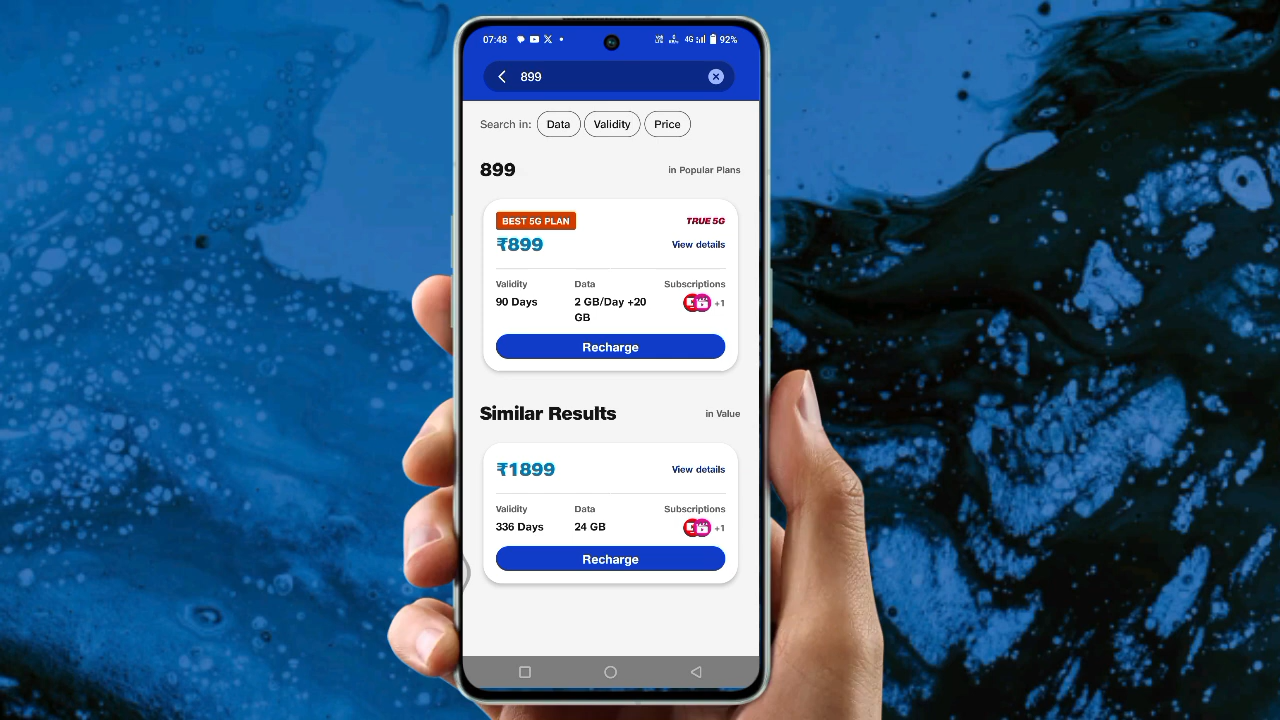 07:48
4G 92%
899
Search in: Data Validity Price
899
in Popular Plans
BEST 5G PLAN
TRUE 5G
₹899
View details
Validity Data Subscriptions
90 Days 2 GB/Day +20 GB +1
Recharge
Similar Results
in Value
₹1899
View details
Validity Data Subscriptions
336 Days 24 GB +1
Recharge